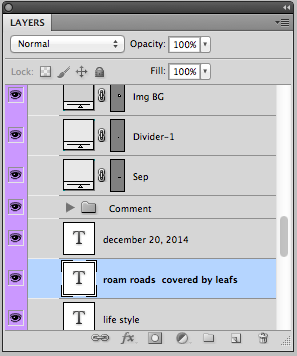 LAYERS
Normal Opacity: 100%
Lock: Fill: 100%
Img BG
Divider-1
Sep
Comment
T december 20, 2014
T roam roads covered by leafs
T life style
fx